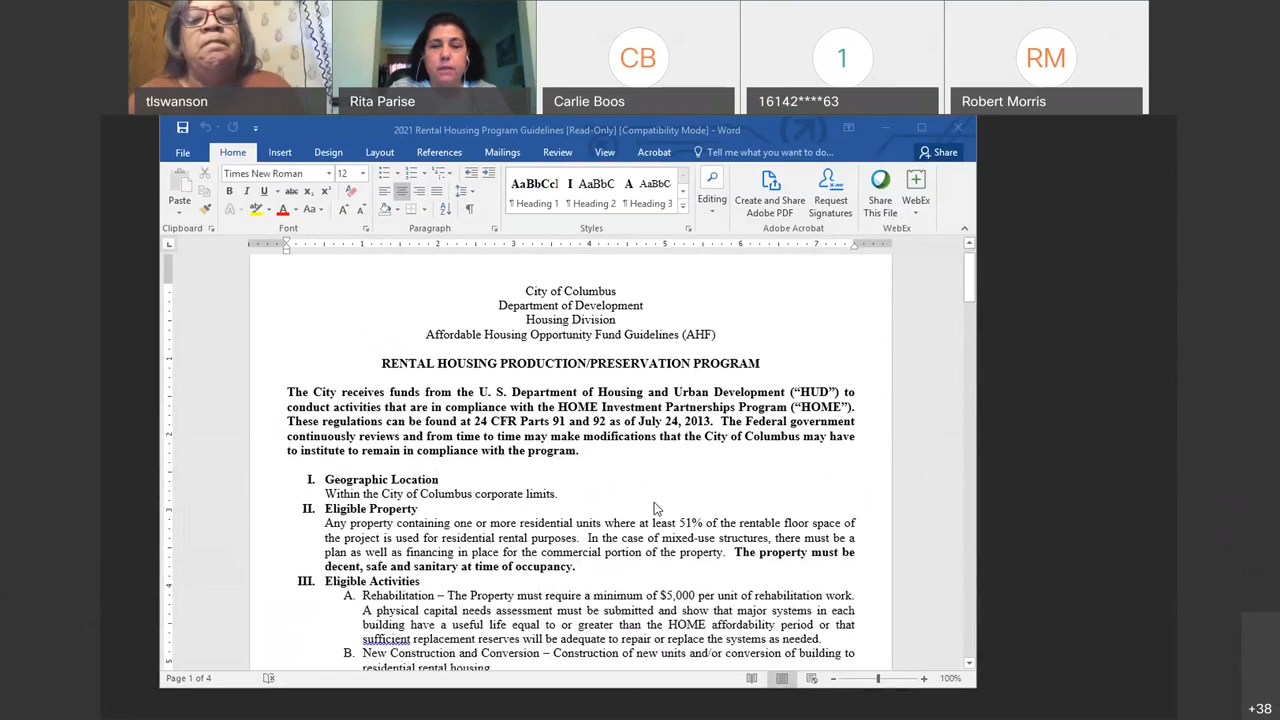 CB
1
RM
tlswanson
Rita Parise
Carlie Boos
16142****63
Robert Morris
2021 Rental Housing Program Guidelines [Read-Only] [Compatibility Mode] - Word
File Home Insert Design Layout References Mailings Review View Acrobat Tell me what you want to do... Share
Times New Roman 12
AaBbCcI I AaBbC A AaBbC
Paste
B I U abc x₂ x²
¶ Heading 1 ¶ Heading 2 ¶ Heading 3
Editing
Create and Share Adobe PDF
Request Signatures
Share This File
WebEx
Clipboard Font Paragraph Styles Adobe Acrobat WebEx
1 2 3 4 5 6 7
City of Columbus
Department of Development
Housing Division
Affordable Housing Opportunity Fund Guidelines (AHF)
RENTAL HOUSING PRODUCTION/PRESERVATION PROGRAM
The City receives funds from the U. S. Department of Housing and Urban Development (“HUD”) to
conduct activities that are in compliance with the HOME Investment Partnerships Program (“HOME”).
These regulations can be found at 24 CFR Parts 91 and 92 as of July 24, 2013. The Federal government
continuously reviews and from time to time may make modifications that the City of Columbus may have
to institute to remain in compliance with the program.
I. Geographic Location
Within the City of Columbus corporate limits.
II. Eligible Property
Any property containing one or more residential units where at least 51% of the rentable floor space of
the project is used for residential rental purposes. In the case of mixed-use structures, there must be a
plan as well as financing in place for the commercial portion of the property. The property must be
decent, safe and sanitary at time of occupancy.
III. Eligible Activities
A. Rehabilitation – The Property must require a minimum of $5,000 per unit of rehabilitation work.
A physical capital needs assessment must be submitted and show that major systems in each
building have a useful life equal to or greater than the HOME affordability period or that
sufficient replacement reserves will be adequate to repair or replace the systems as needed.
B. New Construction and Conversion – Construction of new units and/or conversion of building to
residential rental housing.
Page 1 of 4
100%
+38